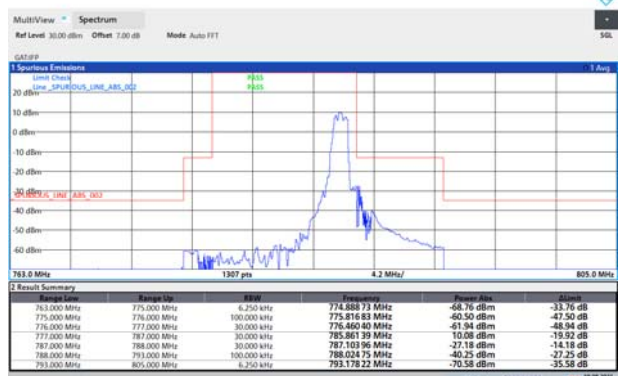 MultiView Spectrum
Ref Level 30.00 dBm Offset 7.00 dB Mode Auto FFT SGL
GAT:IFP
1 Spurious Emissions 1 Avg
Limit Check PASS
Line _SPURIOUS_LINE_ABS_002 PASS
20 dBm
10 dBm
0 dBm
-10 dBm
-20 dBm
-30 dBm
_SPURIOUS_LINE_ABS_002
-40 dBm
-50 dBm
-60 dBm
763.0 MHz 1307 pts 4.2 MHz/ 805.0 MHz
2 Result Summary
Range Low Range Up RBW Frequency Power Abs ΔLimit
763.000 MHz 775.000 MHz 6.250 kHz 774.888 73 MHz -68.76 dBm -33.76 dB
775.000 MHz 776.000 MHz 100.000 kHz 775.816 83 MHz -60.50 dBm -47.50 dB
776.000 MHz 777.000 MHz 30.000 kHz 776.460 40 MHz -61.94 dBm -48.94 dB
777.000 MHz 787.000 MHz 30.000 kHz 785.861 39 MHz 10.08 dBm -19.92 dB
787.000 MHz 788.000 MHz 30.000 kHz 787.103 96 MHz -27.18 dBm -14.18 dB
788.000 MHz 793.000 MHz 100.000 kHz 788.024 75 MHz -40.25 dBm -27.25 dB
793.000 MHz 805.000 MHz 6.250 kHz 793.178 22 MHz -70.58 dBm -35.58 dB